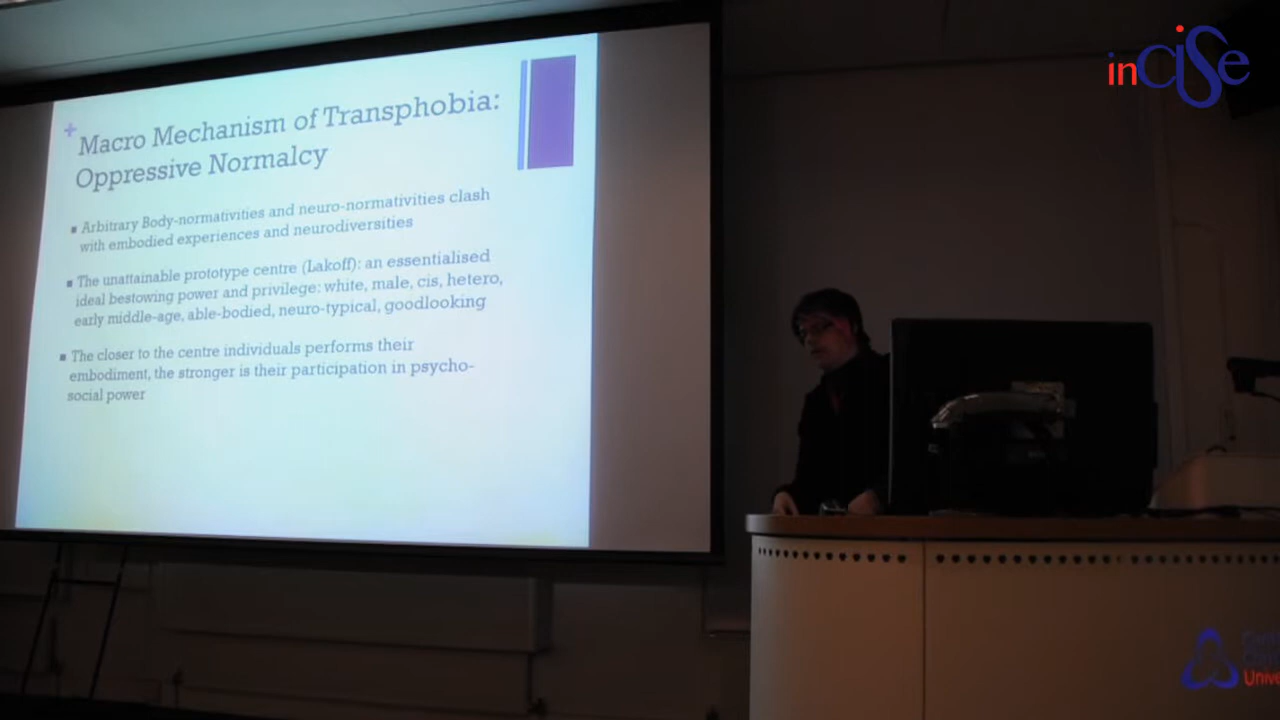 inCISe
+
Macro Mechanism of Transphobia:
Oppressive Normalcy
▪ Arbitrary Body-normativities and neuro-normativities clash
with embodied experiences and neurodiversities
▪ The unattainable prototype centre (Lakoff): an essentialised
ideal bestowing power and privilege: white, male, cis, hetero,
early middle-age, able-bodied, neuro-typical, goodlooking
▪ The closer to the centre individuals performs their
embodiment, the stronger is their participation in psycho-
social power